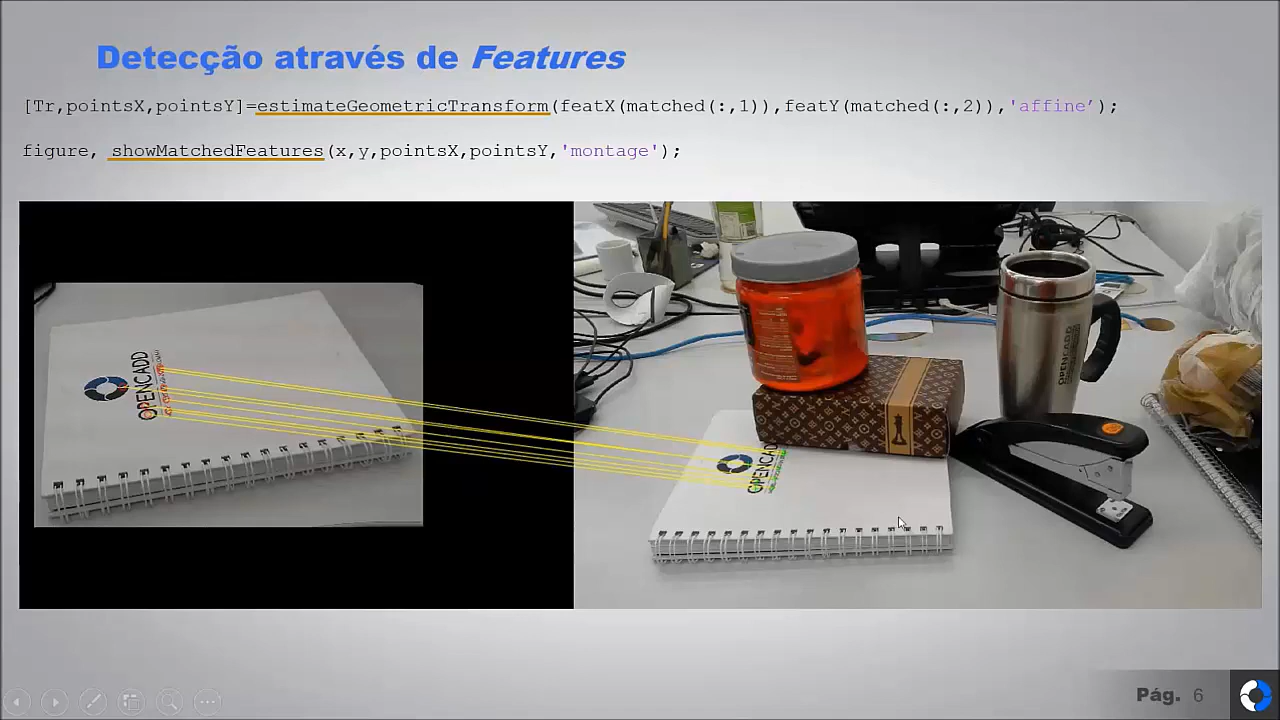 Detecção através de Features
[Tr,pointsX,pointsY]=estimateGeometricTransform(featX(matched(:,1)),featY(matched(:,2)),'affine’);
figure, showMatchedFeatures(x,y,pointsX,pointsY,'montage');
OPENCADD
OPENCADD
OPENCADD
Pág. 6